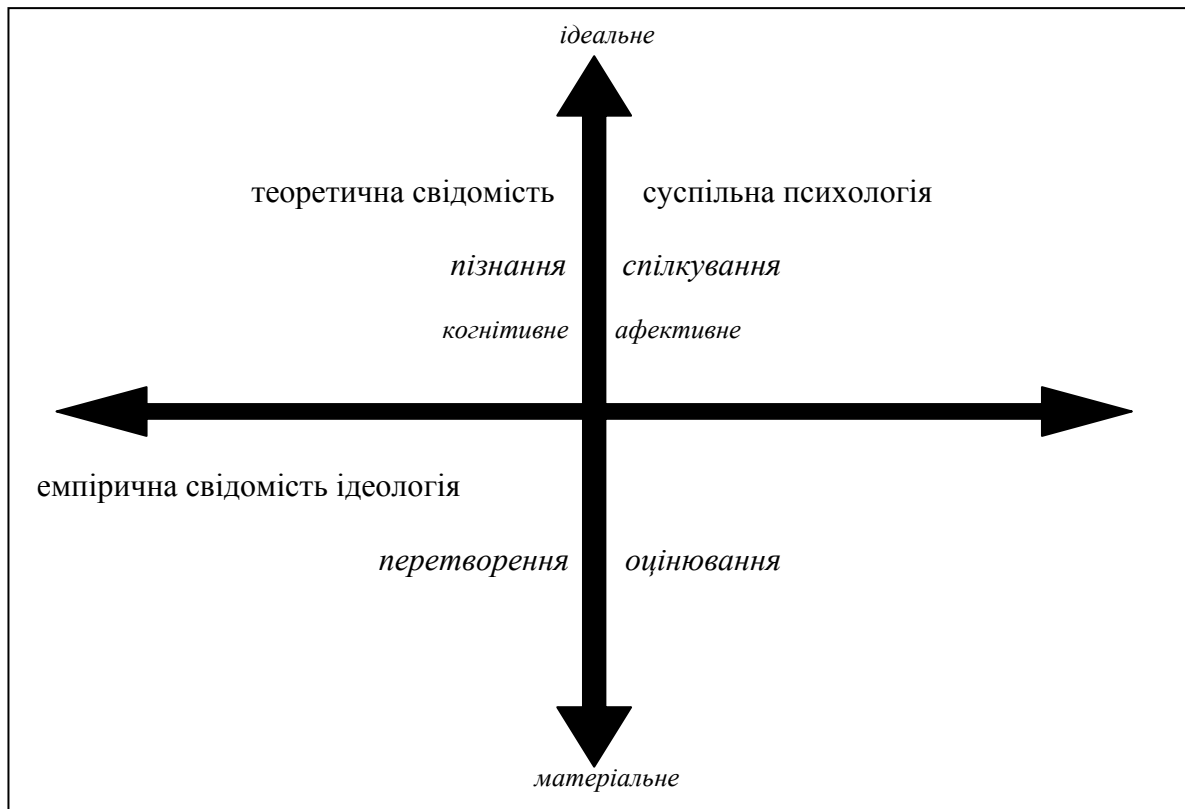 ідеальне
теоретична свідомість суспільна психологія
пізнання спілкування
когнітивне афективне
емпірична свідомість ідеологія
перетворення оцінювання
матеріальне